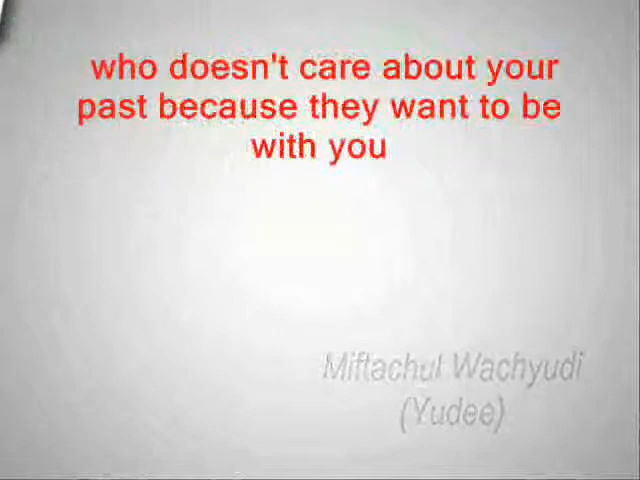 who doesn't care about your
past because they want to be
with you
Miftachul Wachyudi
(Yudee)